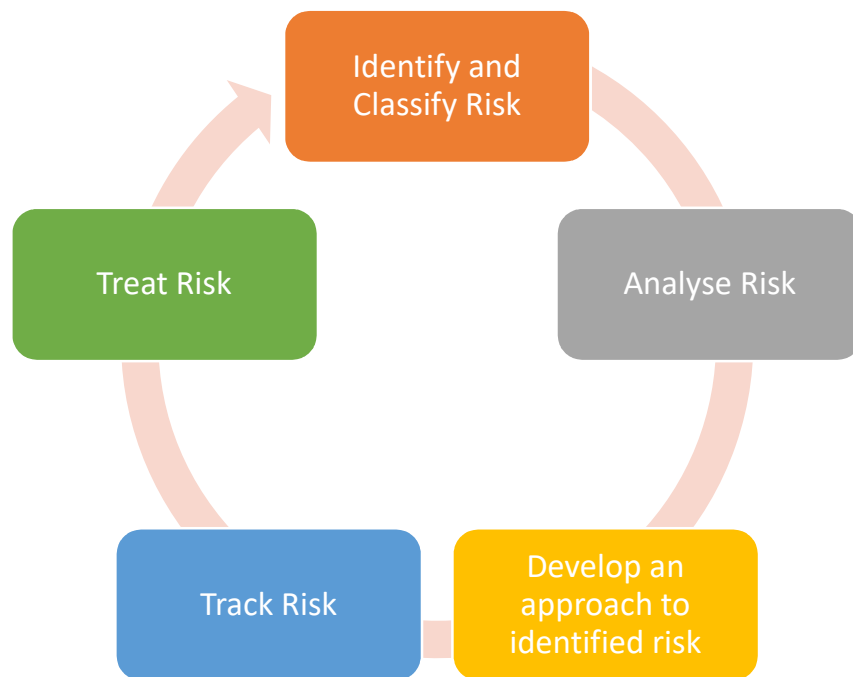 Identify and
Classify Risk
Analyse Risk
Develop an
approach to
identified risk
Track Risk
Treat Risk